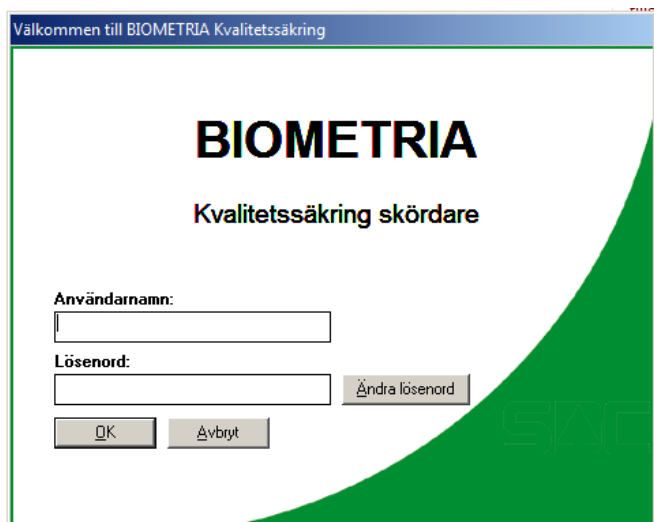 Välkommen till BIOMETRIA Kvalitetssäkring
BIOMETRIA
Kvalitetssäkring skördare
Användarnamn:
Lösenord:
Ändra lösenord
OK Avbryt